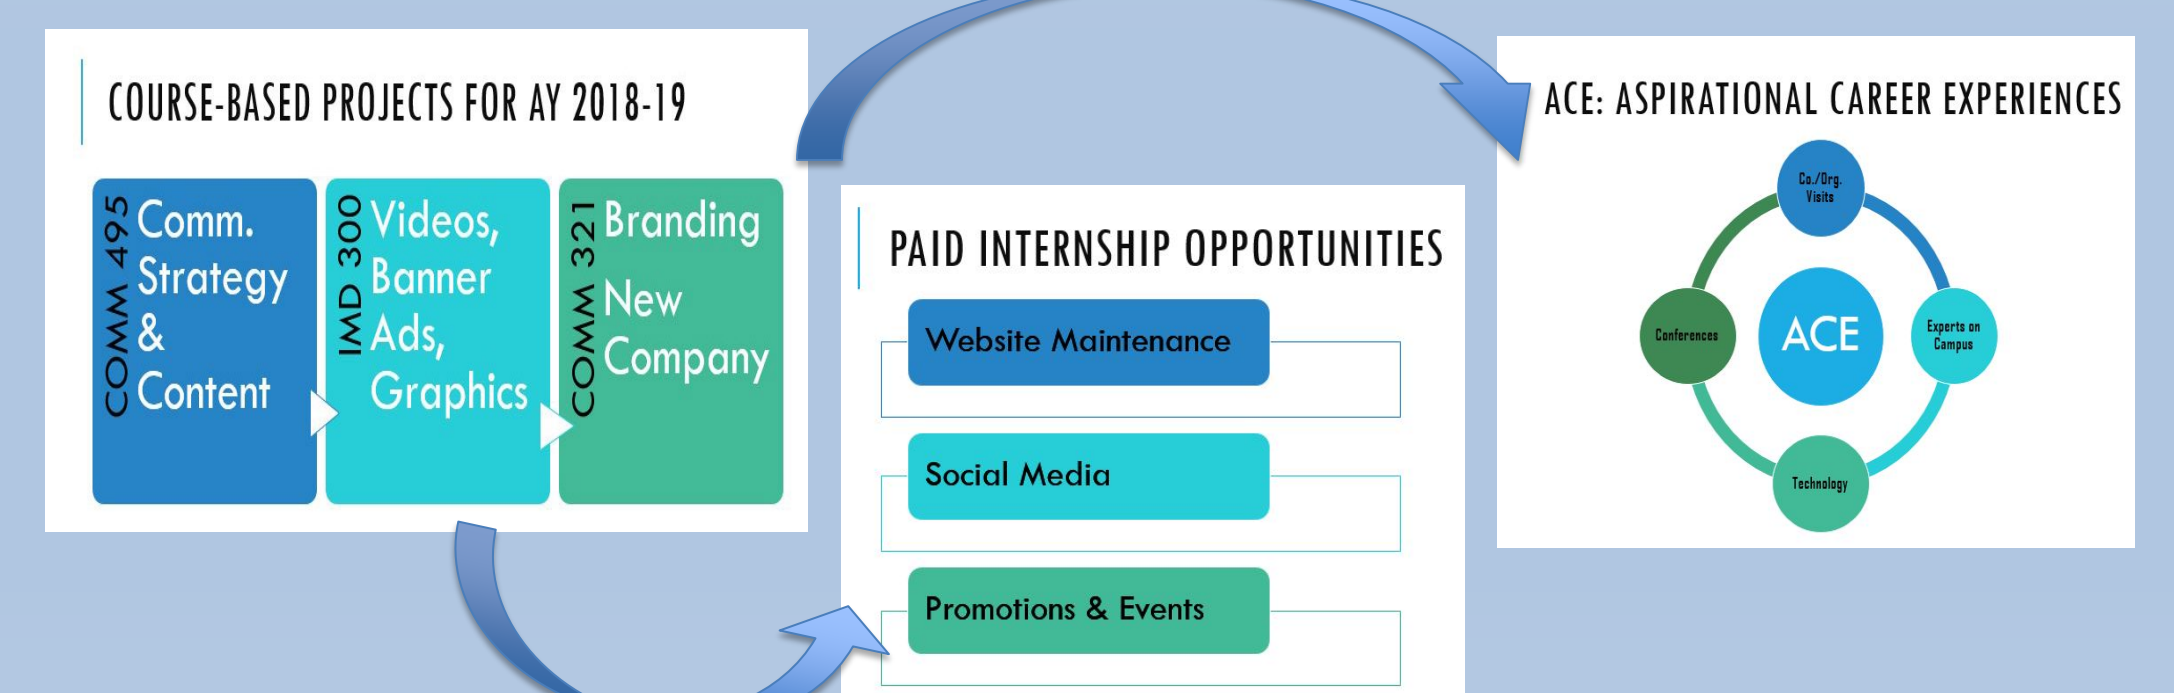 COURSE-BASED PROJECTS FOR AY 2018-19
COMM 495
Comm.
Strategy
&
Content
IMD 300
Videos,
Banner
Ads,
Graphics
COMM 321
Branding
New
Company
PAID INTERNSHIP OPPORTUNITIES
Website Maintenance
Social Media
Promotions & Events
ACE: ASPIRATIONAL CAREER EXPERIENCES
Co./Org.
Visits
Experts on
Campus
Technology
Conferences
ACE